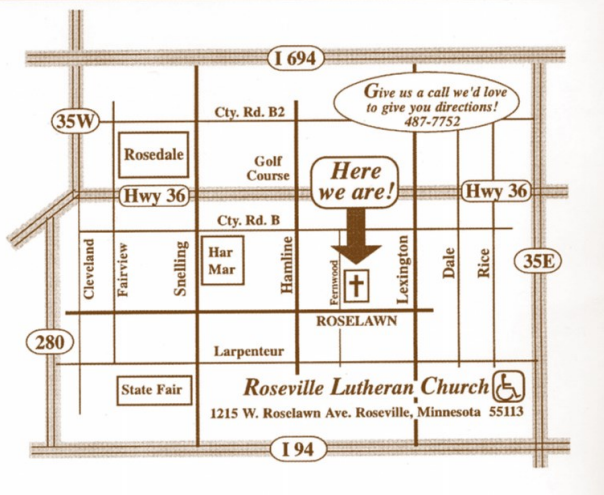 I 694
Give us a call we'd love
to give you directions!
487-7752
35W
Cty. Rd. B2
Rosedale
Golf
Course
Here
we are!
Hwy 36
Hwy 36
Cty. Rd. B
Cleveland
Fairview
Snelling
Har
Mar
Hamline
Fernwood
Lexington
Dale
Rice
35E
ROSELAWN
280
Larpenteur
State Fair
Roseville Lutheran Church
1215 W. Roselawn Ave. Roseville, Minnesota 55113
I 94